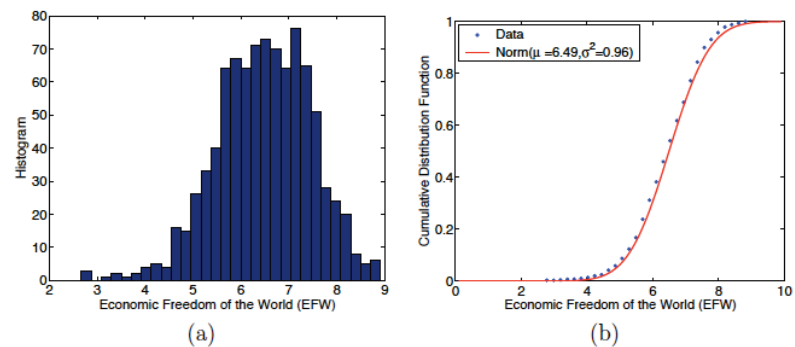 80
70
60
50
40
30
20
10
0
Histogram
2 3 4 5 6 7 8 9
Economic Freedom of the World (EFW)
(a)
1
0.8
0.6
0.4
0.2
0
Cumulative Distribution Function
Data
Norm(μ =6.49,σ²=0.96)
0 2 4 6 8 10
Economic Freedom of the World (EFW)
(b)